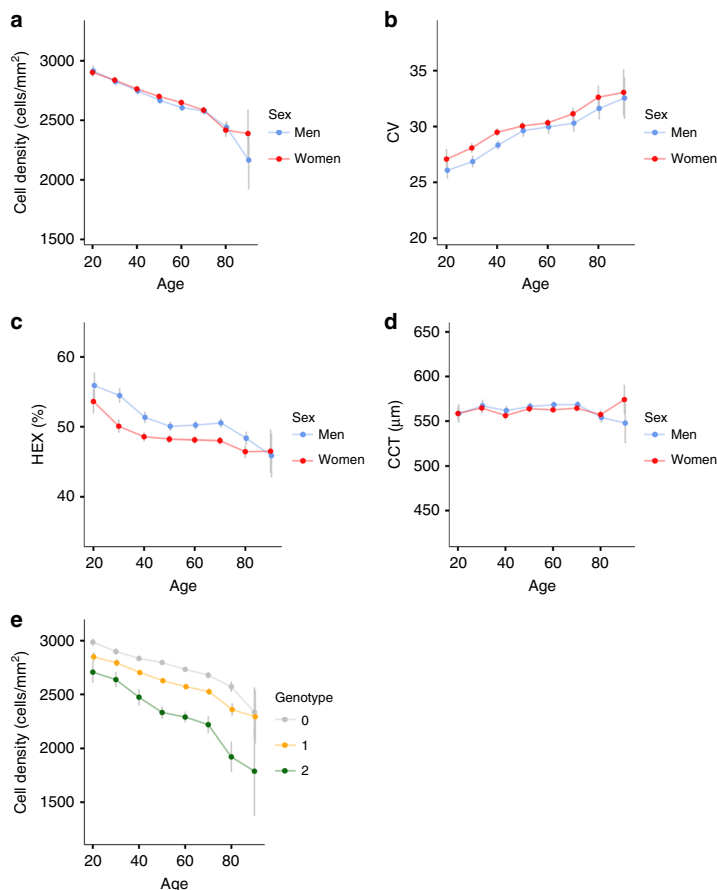 a
Cell density (cells/mm²)
3000
2500
2000
1500
20 40 60 80
Age
Sex
Men
Women
b
CV
35
30
25
20
20 40 60 80
Age
Sex
Men
Women
c
HEX (%)
60
50
40
20 40 60 80
Age
Sex
Men
Women
d
CCT (μm)
650
600
550
500
450
20 40 60 80
Age
Sex
Men
Women
e
Cell density (cells/mm²)
3000
2500
2000
1500
20 40 60 80
Age
Genotype
0
1
2